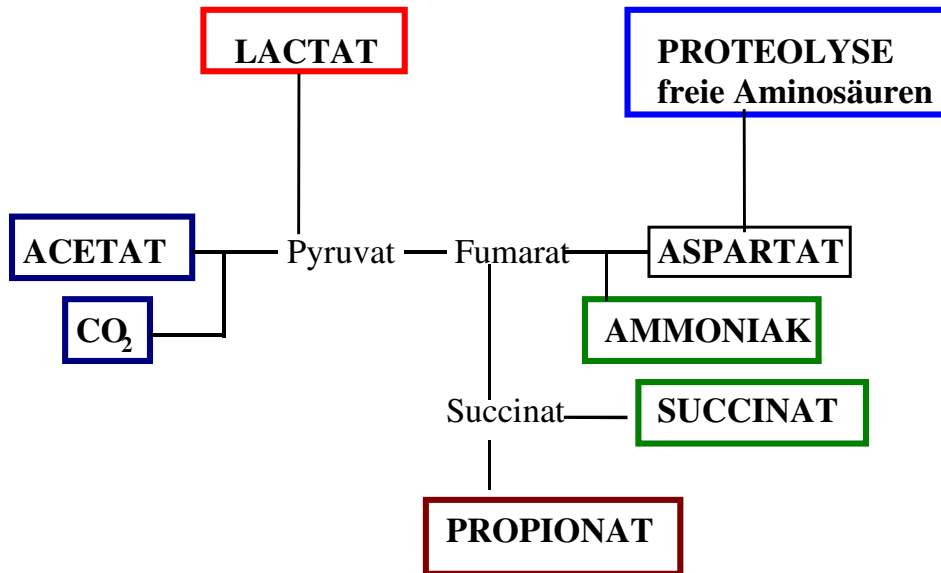 LACTAT
PROTEOLYSE
freie Aminosäuren
ACETAT
Pyruvat
Fumarat
ASPARTAT
CO2
AMMONIAK
Succinat
SUCCINAT
PROPIONAT